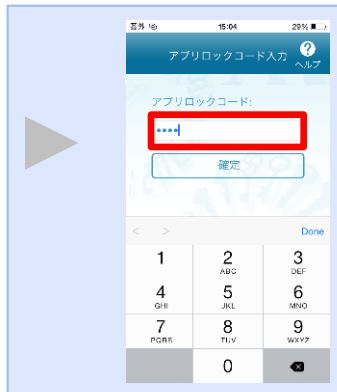 圏外
15:04
29%
アプリロックコード入力
?
ヘルプ
アプリロックコード:
••••
確定
< >
Done
1
2
ABC
3
DEF
4
GHI
5
JKL
6
MNO
7
PQRS
8
TUV
9
WXYZ
0